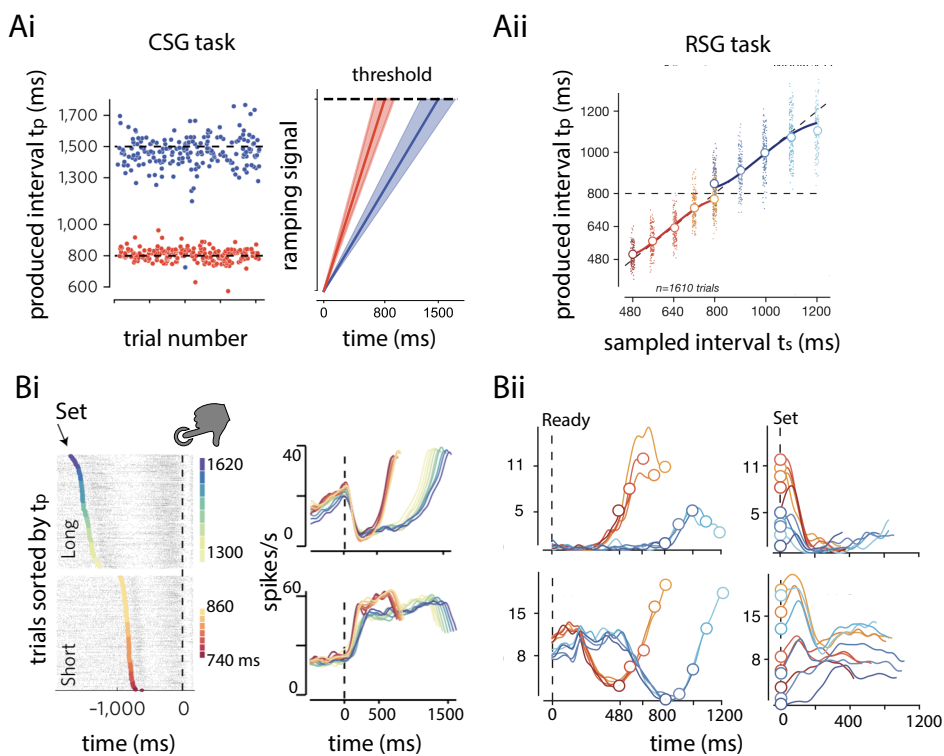 Ai
CSG task
produced interval tp (ms)
1,700
1,500
1,300
1,000
800
600
trial number
threshold
ramping signal
0
800
1500
time (ms)
Aii
RSG task
produced interval tp (ms)
1200
1000
800
640
480
n=1610 trials
480
640
800
1000
1200
sampled interval ts (ms)
Bi
Set
trials sorted by tp
Long
Short
1620
1300
860
740 ms
-1,000
0
time (ms)
spikes/s
40
0
60
0
0
500
1500
time (ms)
Bii
Ready
11
5
15
8
0
480
800
1200
Set
11
5
15
8
0
400
1200
time (ms)